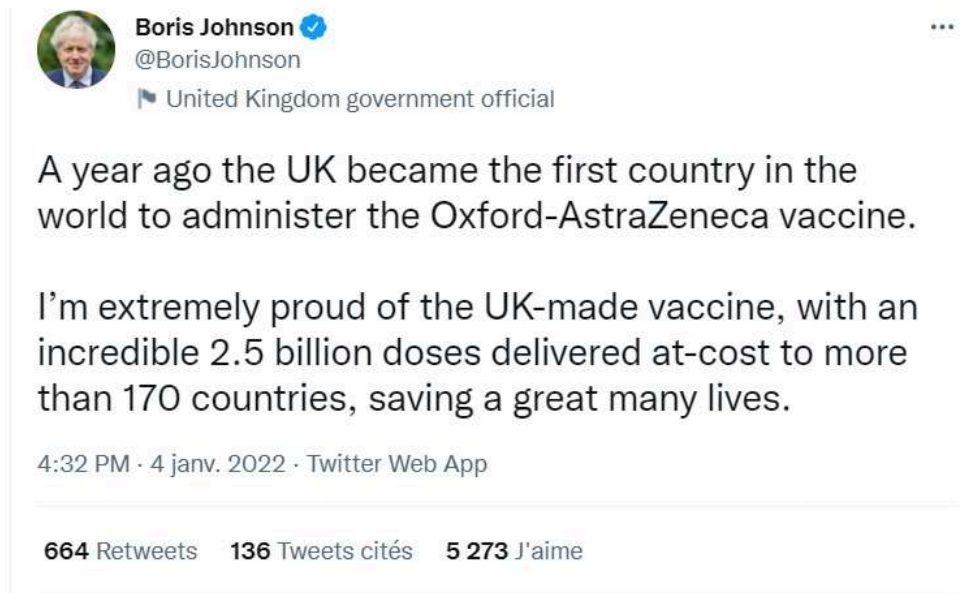 Boris Johnson
@BorisJohnson
United Kingdom government official
A year ago the UK became the first country in the
world to administer the Oxford-AstraZeneca vaccine.
I’m extremely proud of the UK-made vaccine, with an
incredible 2.5 billion doses delivered at-cost to more
than 170 countries, saving a great many lives.
4:32 PM · 4 janv. 2022 · Twitter Web App
664 Retweets 136 Tweets cités 5 273 J'aime